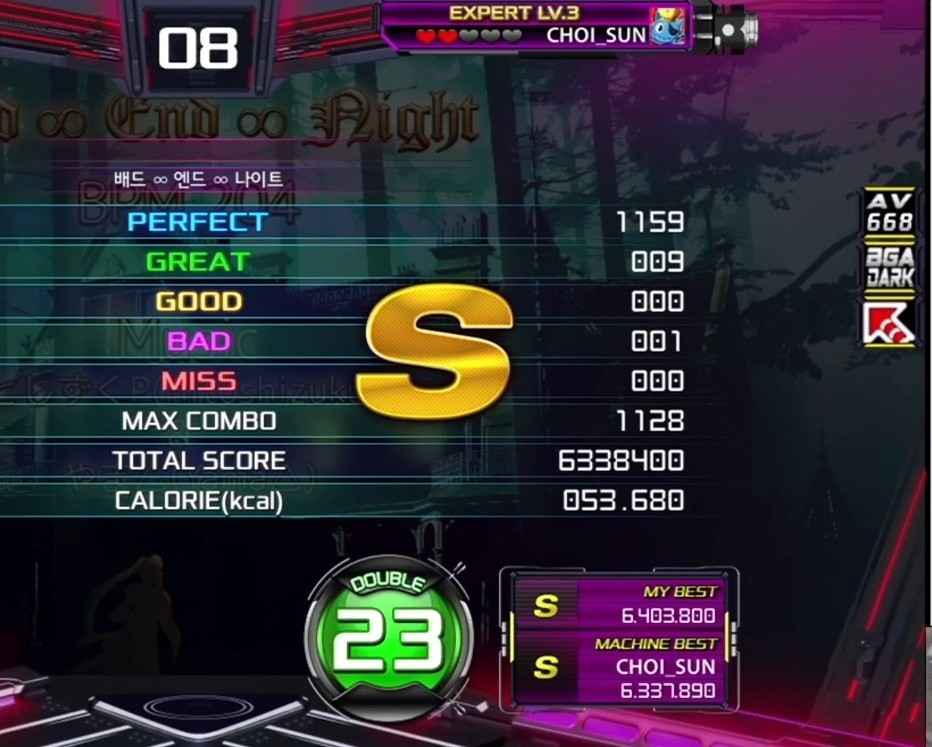 EXPERT LV.3
08
CHOI_SUN
d ∞ End ∞ Night
배드 ∞ 엔드 ∞ 나이트
BPM 204
PERFECT 1159
AV
668
GREAT 009
BGA
DARK
GOOD 000
S
BAD 001
MISS 000
MAX COMBO 1128
TOTAL SCORE 6338400
CALORIE(kcal) 053.680
DOUBLE
23
MY BEST
S
6.403.800
MACHINE BEST
S
CHOI_SUN
6.337.890